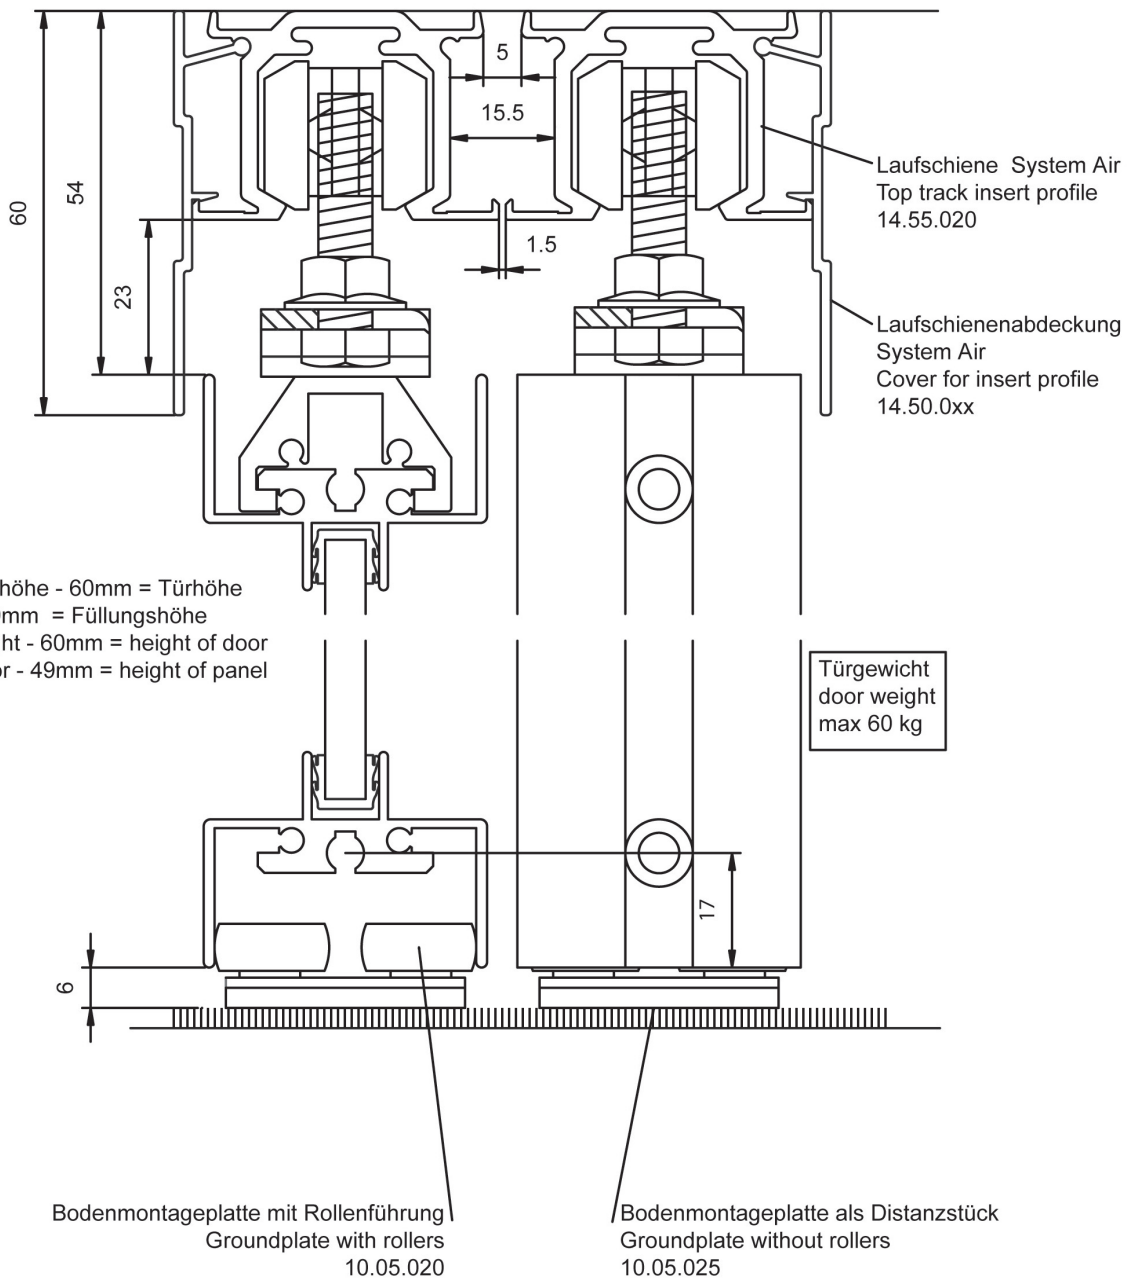 5
15.5
60
54
Laufschiene System Air
Top track insert profile
14.55.020
1.5
23
Laufschienenabdeckung
System Air
Cover for insert profile
14.50.0xx
höhe - 60mm = Türhöhe
mm = Füllungshöhe
ht - 60mm = height of door
r - 49mm = height of panel
Türgewicht
door weight
max 60 kg
17
6
Bodenmontageplatte mit Rollenführung
Groundplate with rollers
10.05.020
Bodenmontageplatte als Distanzstück
Groundplate without rollers
10.05.025